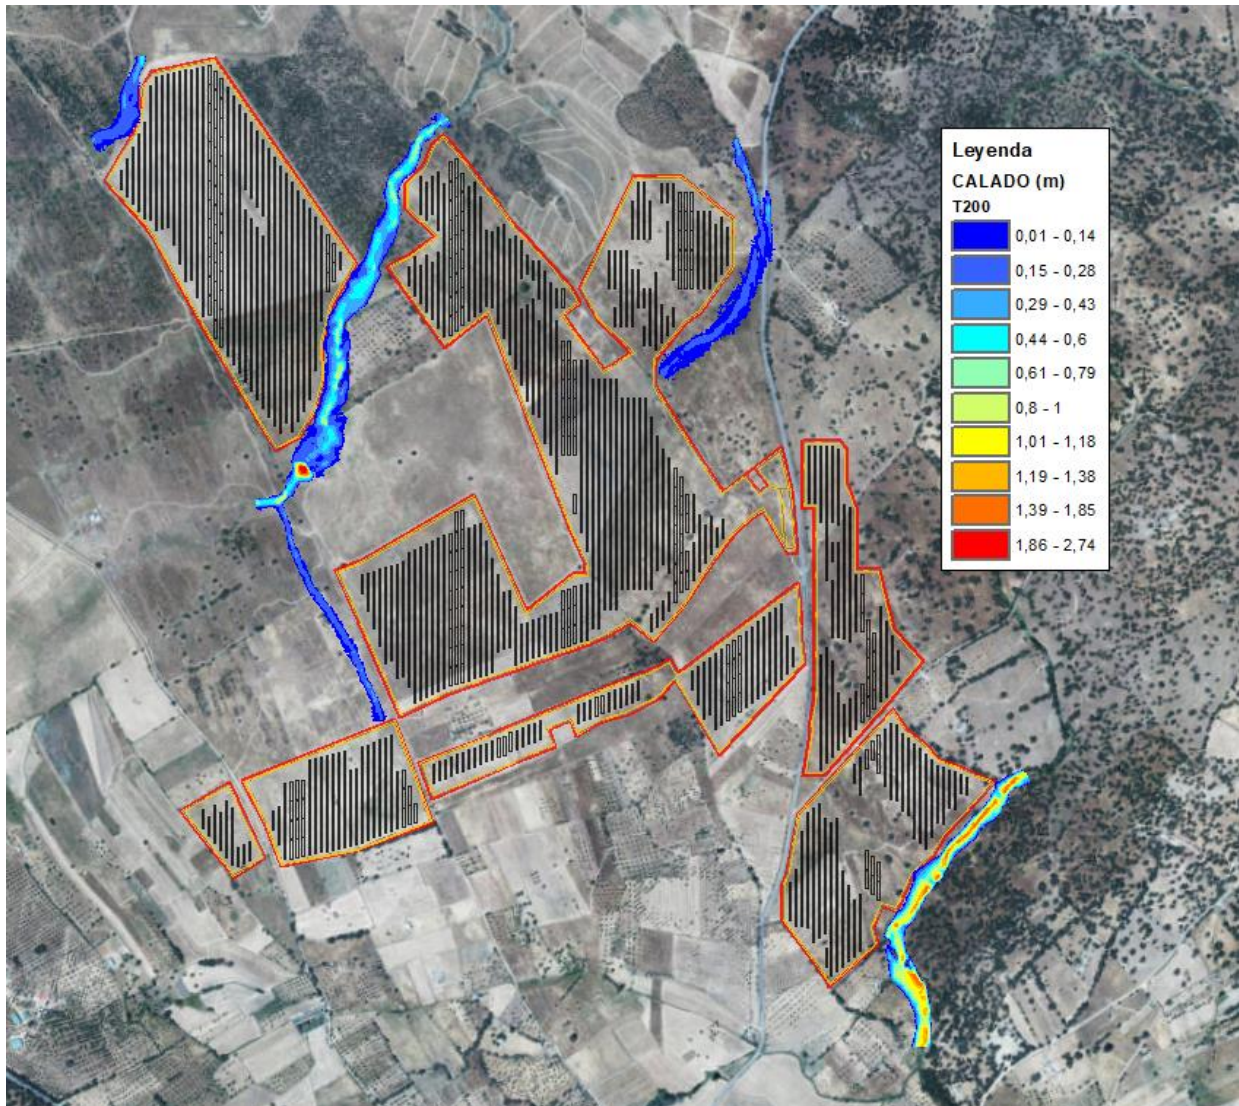 Leyenda
CALADO (m)
T200
0,01 - 0,14
0,15 - 0,28
0,29 - 0,43
0,44 - 0,6
0,61 - 0,79
0,8 - 1
1,01 - 1,18
1,19 - 1,38
1,39 - 1,85
1,86 - 2,74